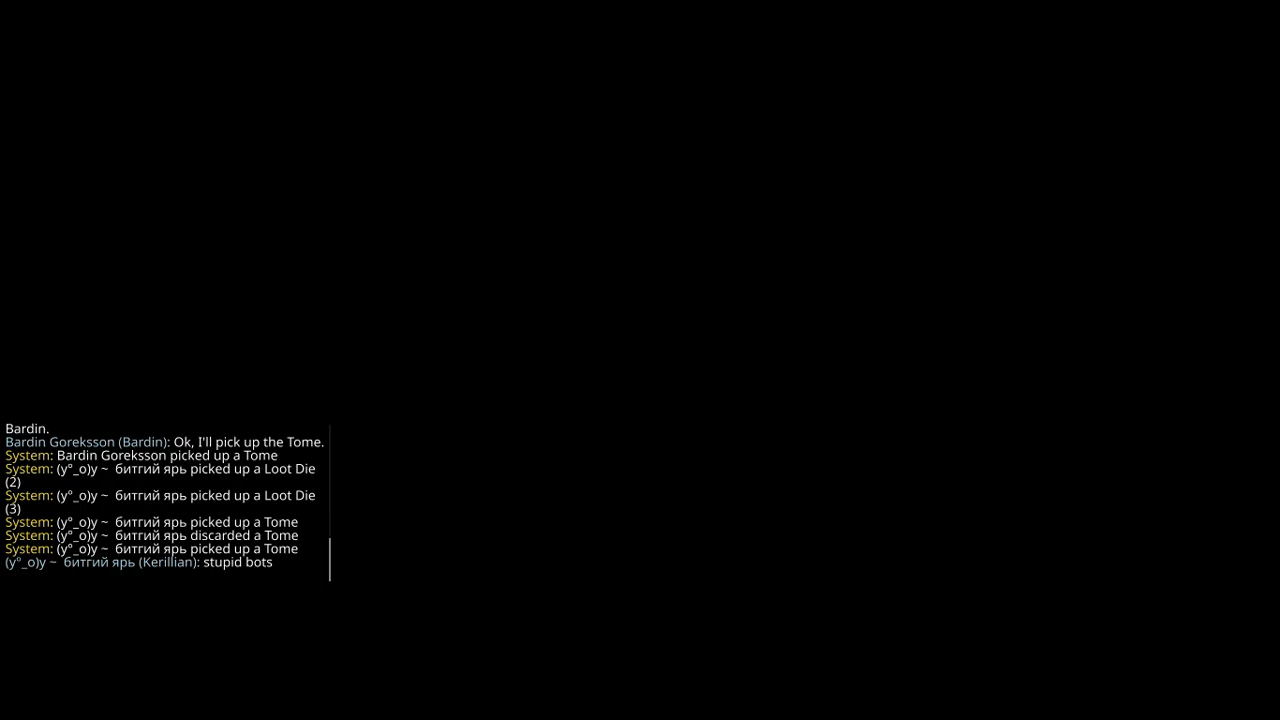 Bardin.
Bardin Goreksson (Bardin): Ok, I'll pick up the Tome.
System: Bardin Goreksson picked up a Tome
System: (y°_o)y ~  битгий ярь picked up a Loot Die
(2)
System: (y°_o)y ~  битгий ярь picked up a Loot Die
(3)
System: (y°_o)y ~  битгий ярь picked up a Tome
System: (y°_o)y ~  битгий ярь discarded a Tome
System: (y°_o)y ~  битгий ярь picked up a Tome
(y°_o)y ~  битгий ярь (Kerillian): stupid bots